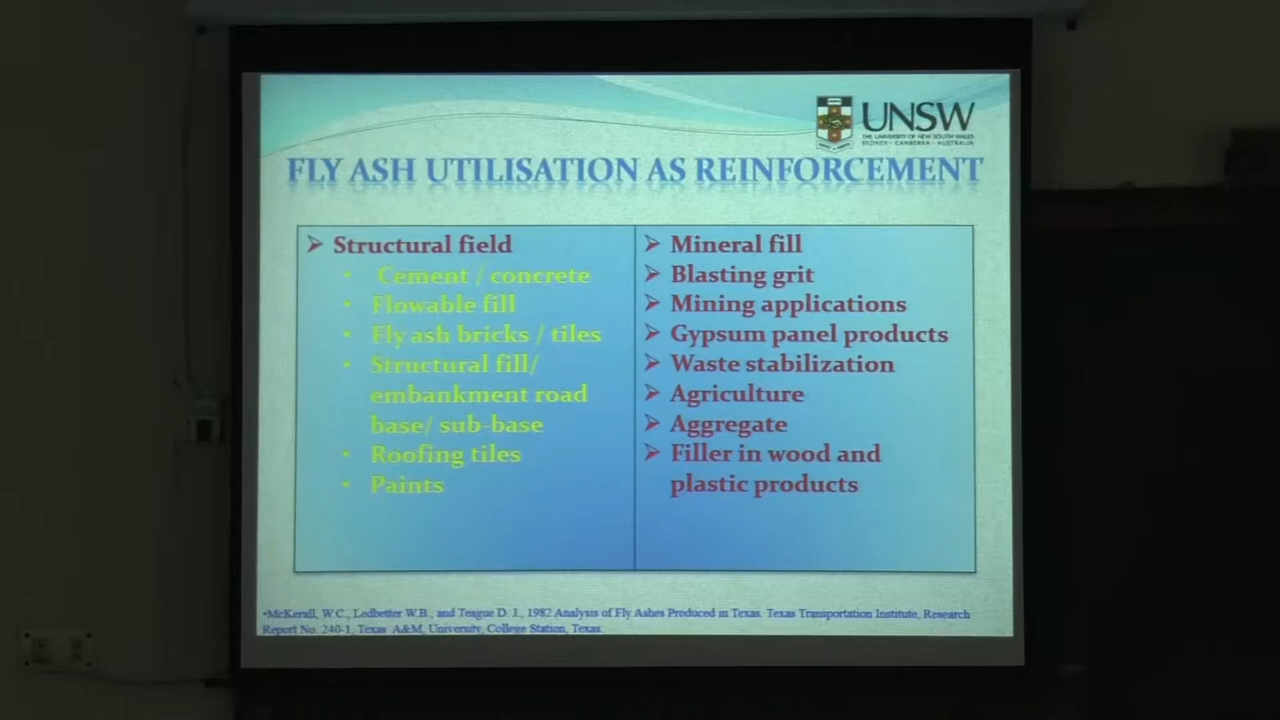 UNSW
THE UNIVERSITY OF NEW SOUTH WALES
SYDNEY • CANBERRA • AUSTRALIA
FLY ASH UTILISATION AS REINFORCEMENT
➢ Structural field
• Cement / concrete
• Flowable fill
• Fly ash bricks / tiles
• Structural fill/
embankment road
base/ sub-base
• Roofing tiles
• Paints
➢ Mineral fill
➢ Blasting grit
➢ Mining applications
➢ Gypsum panel products
➢ Waste stabilization
➢ Agriculture
➢ Aggregate
➢ Filler in wood and
plastic products
•McKerall, W.C., Ledbetter W.B., and Teague D. J., 1982 Analysis of Fly Ashes Produced in Texas. Texas Transportation Institute, Research
Report No. 240-1, Texas A&M, University, College Station, Texas.